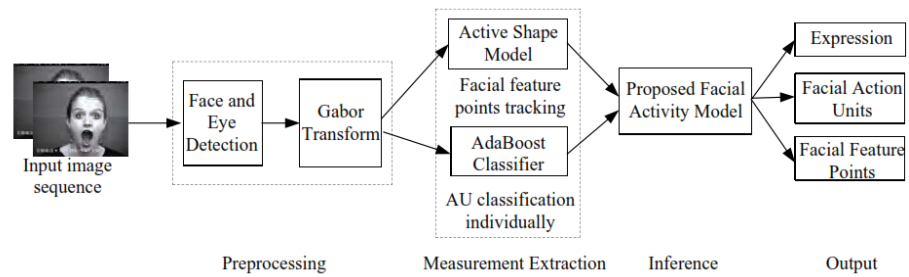 Input image
sequence
Face and
Eye
Detection
Gabor
Transform
Preprocessing
Active Shape
Model
Facial feature
points tracking
AdaBoost
Classifier
AU classification
individually
Measurement Extraction
Proposed Facial
Activity Model
Inference
Expression
Facial Action
Units
Facial Feature
Points
Output